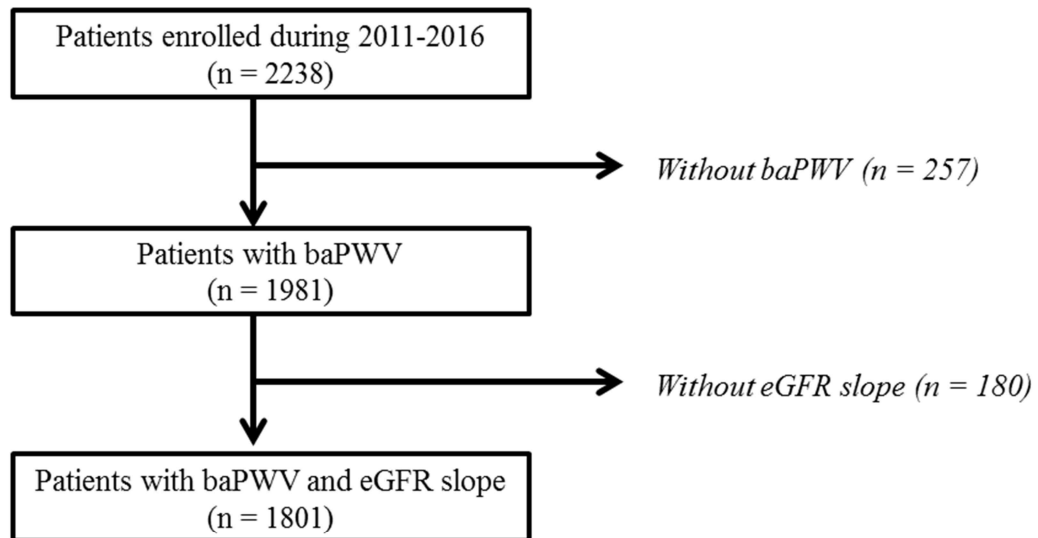 Patients enrolled during 2011-2016
(n = 2238)
Without baPWV (n = 257)
Patients with baPWV
(n = 1981)
Without eGFR slope (n = 180)
Patients with baPWV and eGFR slope
(n = 1801)